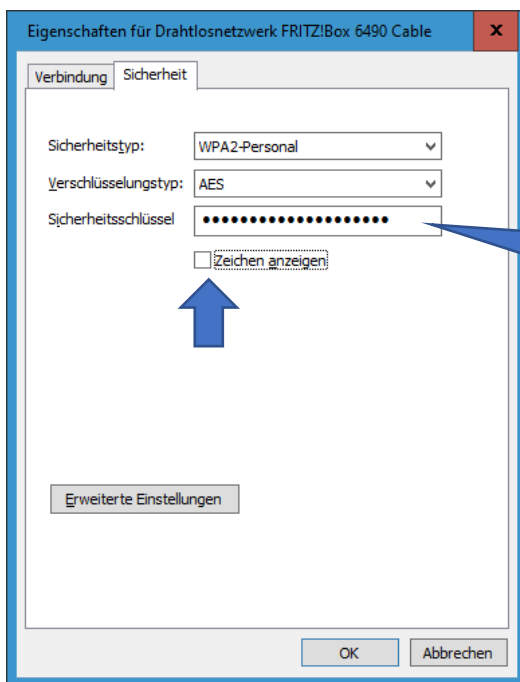 Eigenschaften für Drahtlosnetzwerk FRITZ!Box 6490 Cable x
Verbindung Sicherheit
Sicherheitstyp: WPA2-Personal
Verschlüsselungstyp: AES
Sicherheitsschlüssel ••••••••••••••••••••
Zeichen anzeigen
Erweiterte Einstellungen
OK Abbrechen